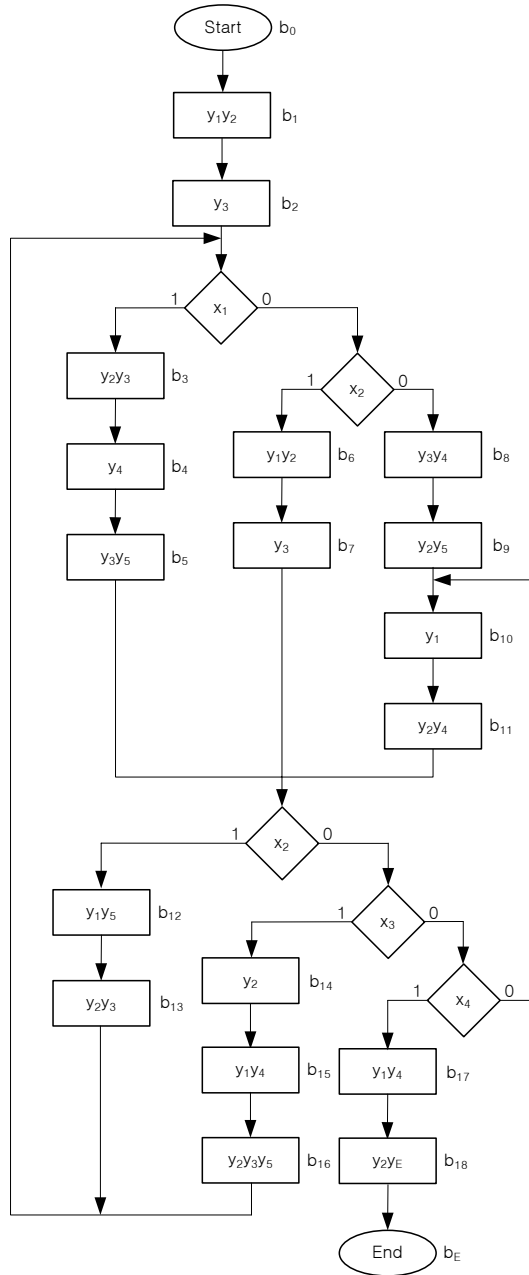 Start b₀
y₁y₂ b₁
y₃ b₂
x₁
1 0
y₂y₃ b₃
x₂
1 0
y₁y₂ b₆
y₃y₄ b₈
y₄ b₄
y₃y₅ b₅
y₃ b₇
y₂y₅ b₉
y₁ b₁₀
y₂y₄ b₁₁
x₂
1 0
y₁y₅ b₁₂
x₃
1 0
y₂ b₁₄
x₄
1 0
y₂y₃ b₁₃
y₁y₄ b₁₅
y₁y₄ b₁₇
y₂y₃y₅ b₁₆
y₂y_E b₁₈
End b_E